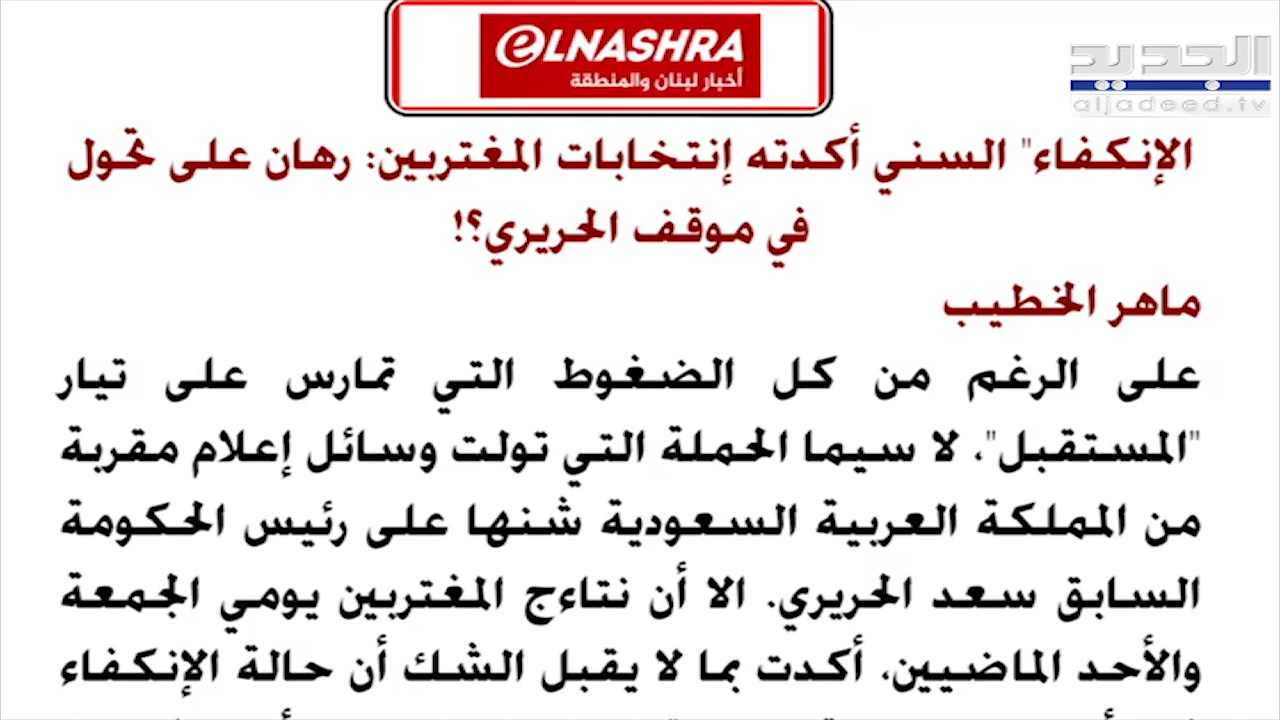 ELNASHRA
أخبار لبنان والمنطقة
الجديد
aljadeed.tv
الإنكفاء" السني أكدته إنتخابات المغتربين: رهان على تحول
في موقف الحريري؟!
ماهر الخطيب
على الرغم من كل الضغوط التي تمارس على تيار
"المستقبل"، لا سيما الحملة التي تولت وسائل إعلام مقربة
من المملكة العربية السعودية شنها على رئيس الحكومة
السابق سعد الحريري. الا أن نتاءج المغتربين يومي الجمعة
والأحد الماضيين، أكدت بما لا يقبل الشك أن حالة الإنكفاء